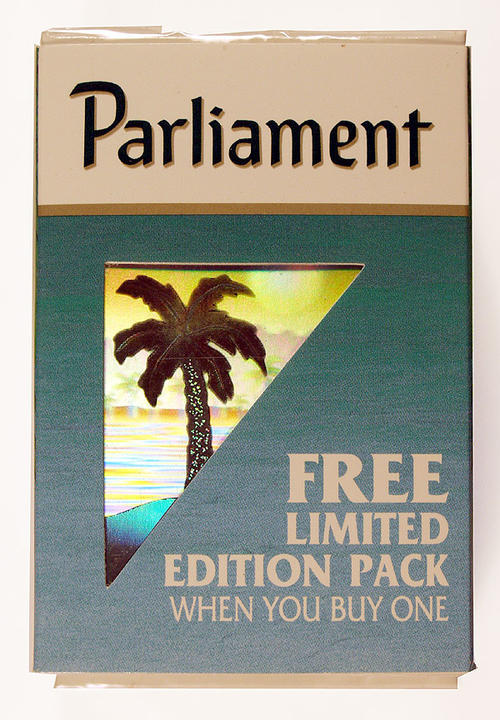 Parliament
FREE
LIMITED
EDITION PACK
WHEN YOU BUY ONE